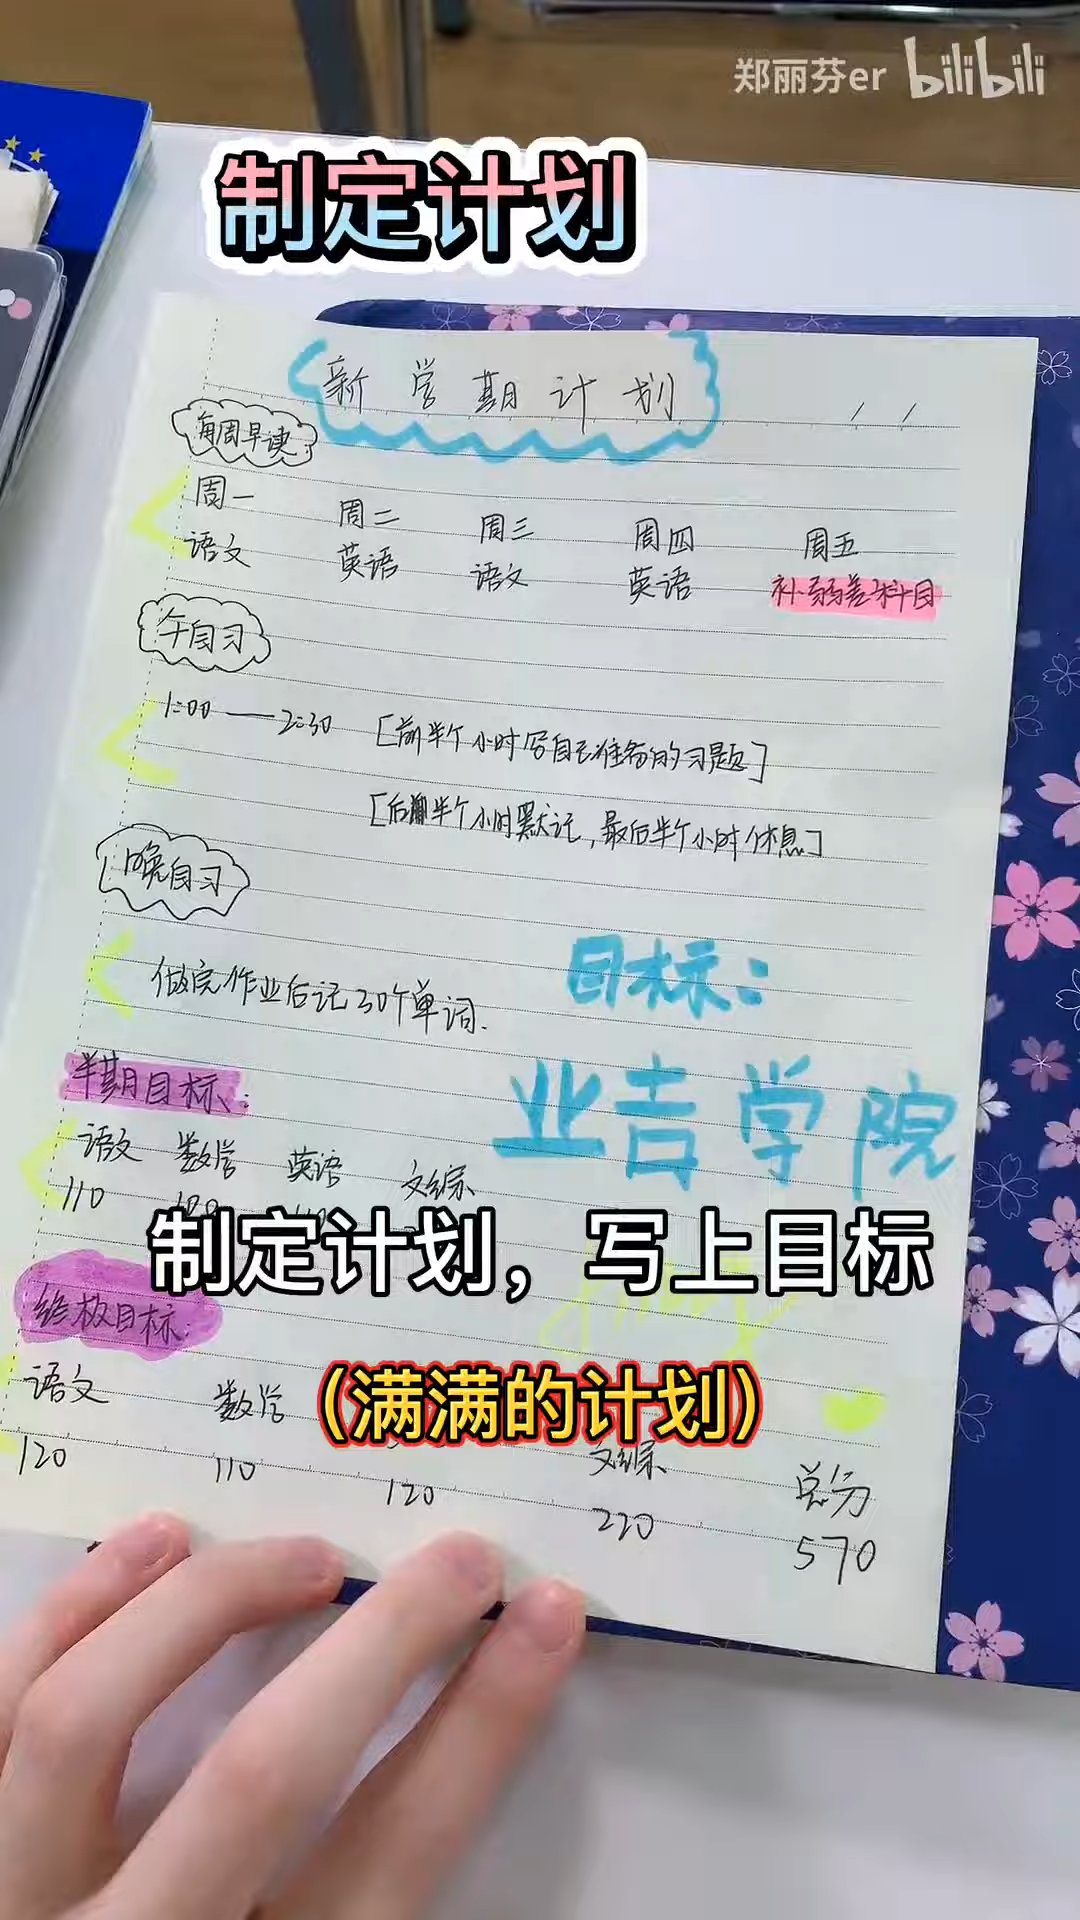 郑丽芬er bilibili
制定计划
新学期计划
每周早读
周一 周二 周三 周四 周五
语文 英语 语文 英语 补弱差科目
午自习
1:00 — 2:30 [前半个小时写自己准备的习题]
[后半个小时默记，最后半个小时休息]
晚自习
做完作业后记30个单词.
目标：
业吉学院
半期目标：
语文 数学 英语 文综
110
制定计划，写上目标
终极目标：
（满满的计划）
语文 数学 文综 总分
120 110 120 220 570